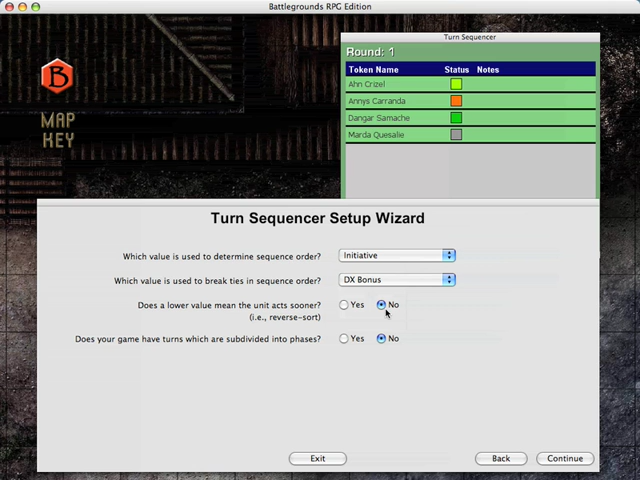 Battlegrounds RPG Edition
Turn Sequencer
Round: 1
Token Name Status Notes
Ahn Crizel
Annys Carranda
Dangar Samache
Marda Quesalie
B
MAP
KEY
Turn Sequencer Setup Wizard
Which value is used to determine sequence order? Initiative
Which value is used to break ties in sequence order? DX Bonus
Does a lower value mean the unit acts sooner? Yes No
(i.e., reverse-sort)
Does your game have turns which are subdivided into phases? Yes No
Exit Back Continue